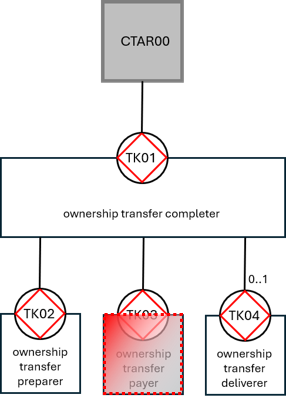 CTAR00
TK01
ownership transfer completer
0..1
TK02
TK03
TK04
ownership
transfer
preparer
ownership
transfer
payer
ownership
transfer
deliverer